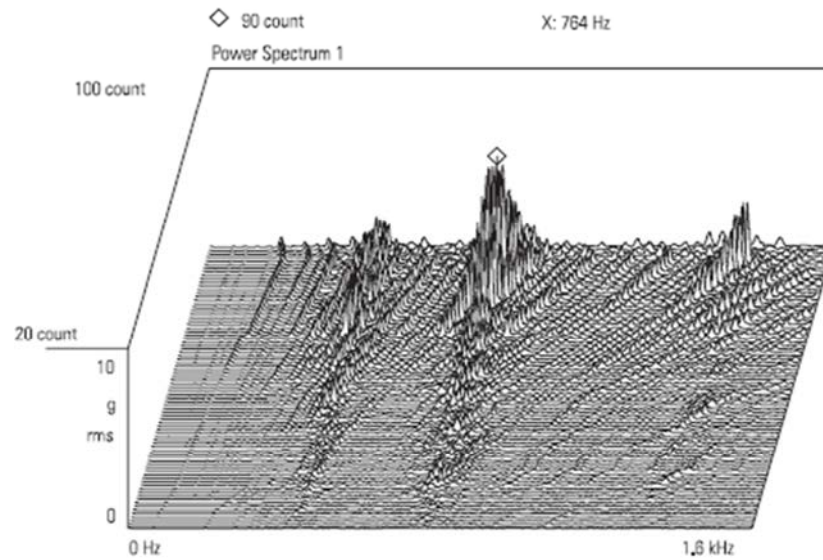 90 count X: 764 Hz
Power Spectrum 1
100 count
20 count
10
g
rms
0
0 Hz 1.6 kHz